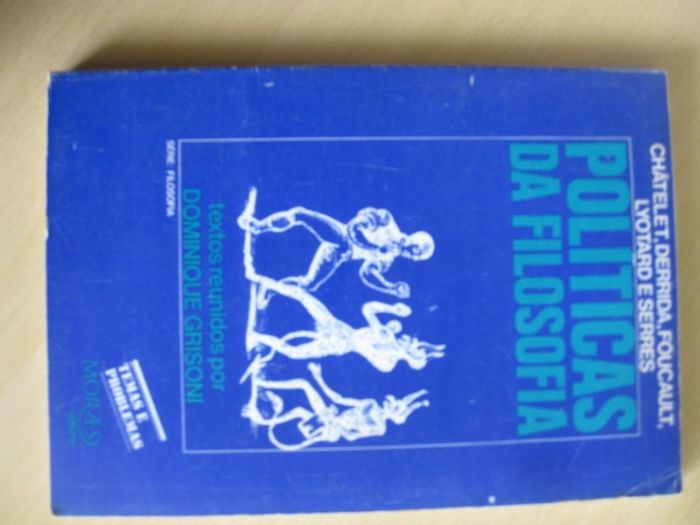 CHÂTELET, DERRIDA, FOUCAULT,
LYOTARD E SERRES
POLÍTICAS
DA FILOSOFIA
textos reunidos por
DOMINIQUE GRISONI
SÉRIE: FILOSOFIA
TEMAS E
PROBLEMAS
MORAES